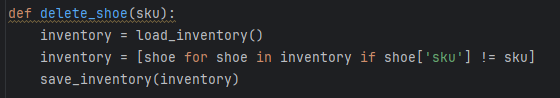 def delete_shoe(sku):
    inventory = load_inventory()
    inventory = [shoe for shoe in inventory if shoe['sku'] != sku]
    save_inventory(inventory)